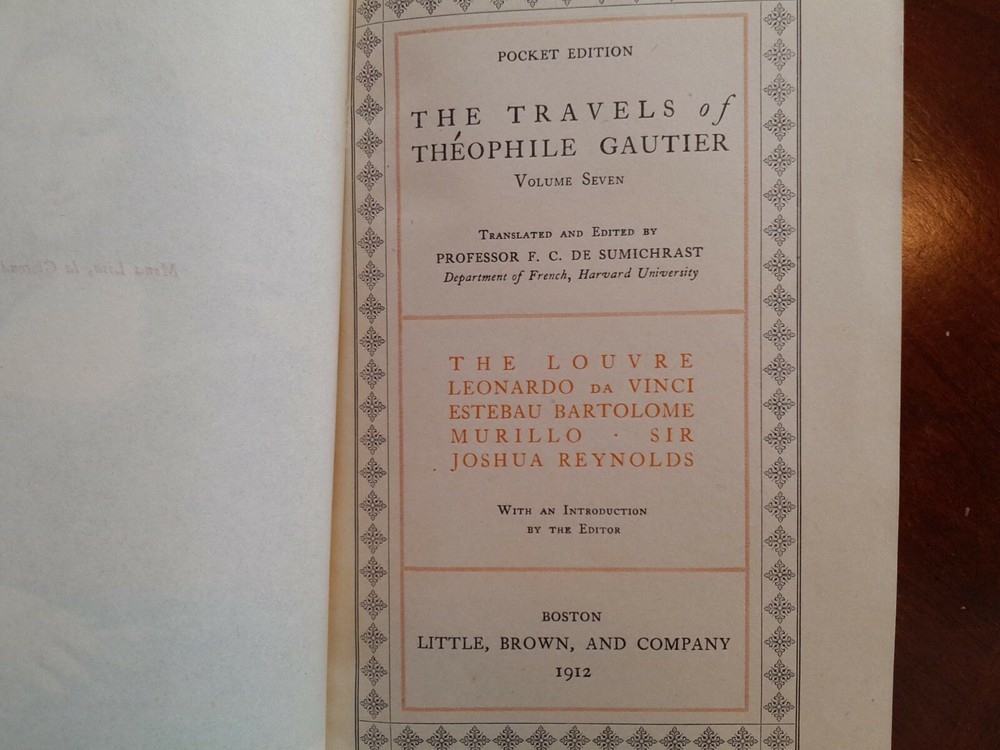 POCKET EDITION
THE TRAVELS of
THÉOPHILE GAUTIER
VOLUME SEVEN
TRANSLATED AND EDITED BY
PROFESSOR F. C. DE SUMICHRAST
Department of French, Harvard University
THE LOUVRE
LEONARDO DA VINCI
ESTEBAU BARTOLOME
MURILLO · SIR
JOSHUA REYNOLDS
WITH AN INTRODUCTION
BY THE EDITOR
BOSTON
LITTLE, BROWN, AND COMPANY
1912